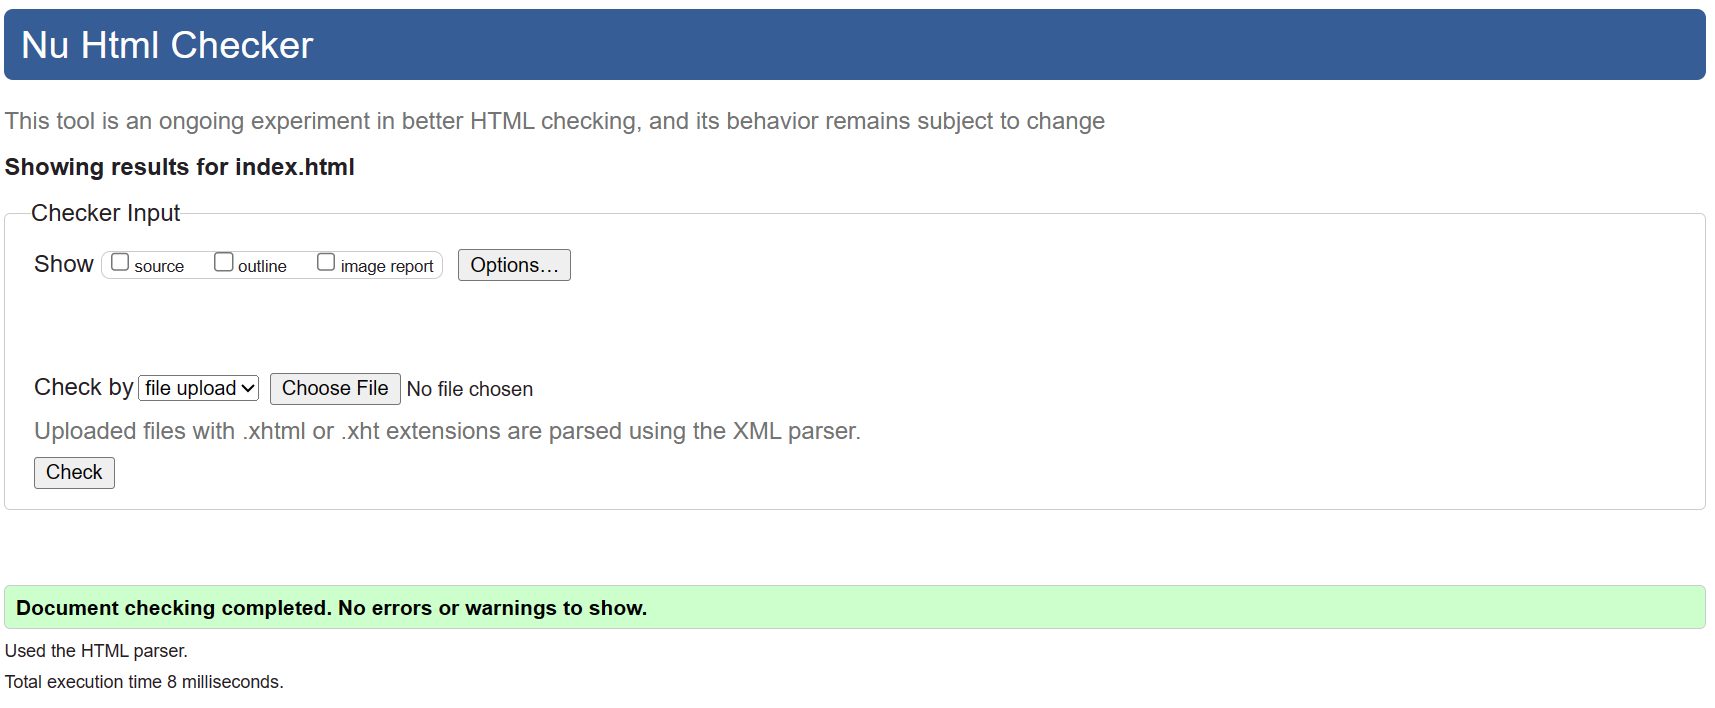 Nu Html Checker
This tool is an ongoing experiment in better HTML checking, and its behavior remains subject to change
Showing results for index.html
Checker Input
Show source outline image report Options…
Check by file upload Choose File No file chosen
Uploaded files with .xhtml or .xht extensions are parsed using the XML parser.
Check
Document checking completed. No errors or warnings to show.
Used the HTML parser.
Total execution time 8 milliseconds.